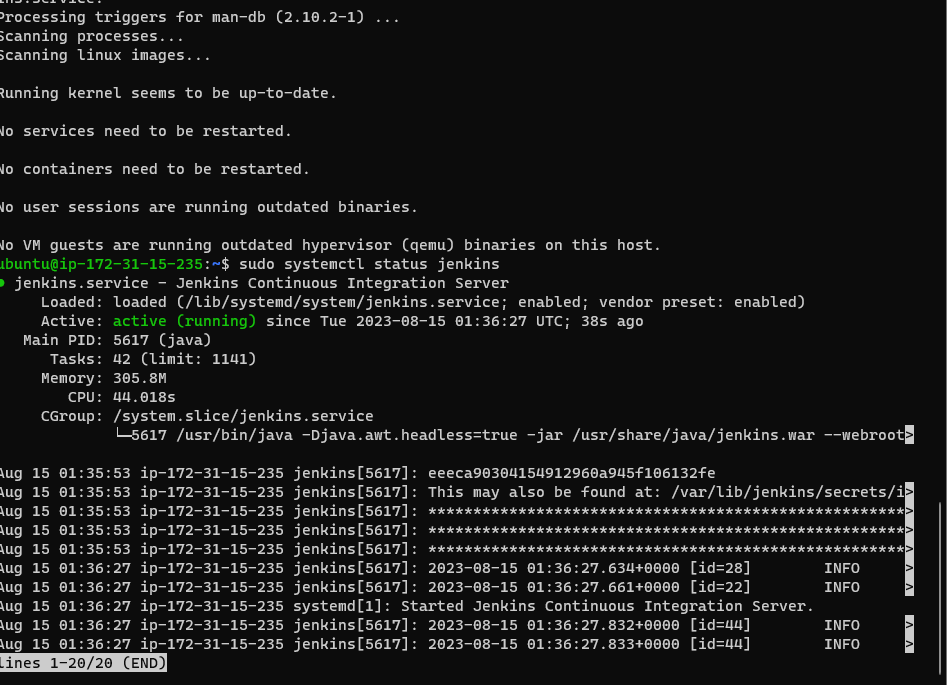 ins.service.
Processing triggers for man-db (2.10.2-1) ...
Scanning processes...
Scanning linux images...
Running kernel seems to be up-to-date.
No services need to be restarted.
No containers need to be restarted.
No user sessions are running outdated binaries.
No VM guests are running outdated hypervisor (qemu) binaries on this host.
ubuntu@ip-172-31-15-235:~$ sudo systemctl status jenkins
● jenkins.service - Jenkins Continuous Integration Server
Loaded: loaded (/lib/systemd/system/jenkins.service; enabled; vendor preset: enabled)
Active: active (running) since Tue 2023-08-15 01:36:27 UTC; 38s ago
Main PID: 5617 (java)
Tasks: 42 (limit: 1141)
Memory: 305.8M
CPU: 44.018s
CGroup: /system.slice/jenkins.service
└─5617 /usr/bin/java -Djava.awt.headless=true -jar /usr/share/java/jenkins.war --webroot>
Aug 15 01:35:53 ip-172-31-15-235 jenkins[5617]: eeeca90304154912960a945f106132fe
Aug 15 01:35:53 ip-172-31-15-235 jenkins[5617]: This may also be found at: /var/lib/jenkins/secrets/i>
Aug 15 01:35:53 ip-172-31-15-235 jenkins[5617]: *****************************************************>
Aug 15 01:35:53 ip-172-31-15-235 jenkins[5617]: *****************************************************>
Aug 15 01:35:53 ip-172-31-15-235 jenkins[5617]: *****************************************************>
Aug 15 01:36:27 ip-172-31-15-235 jenkins[5617]: 2023-08-15 01:36:27.634+0000 [id=28] INFO >
Aug 15 01:36:27 ip-172-31-15-235 jenkins[5617]: 2023-08-15 01:36:27.661+0000 [id=22] INFO >
Aug 15 01:36:27 ip-172-31-15-235 systemd[1]: Started Jenkins Continuous Integration Server.
Aug 15 01:36:27 ip-172-31-15-235 jenkins[5617]: 2023-08-15 01:36:27.832+0000 [id=44] INFO >
Aug 15 01:36:27 ip-172-31-15-235 jenkins[5617]: 2023-08-15 01:36:27.833+0000 [id=44] INFO >
lines 1-20/20 (END)